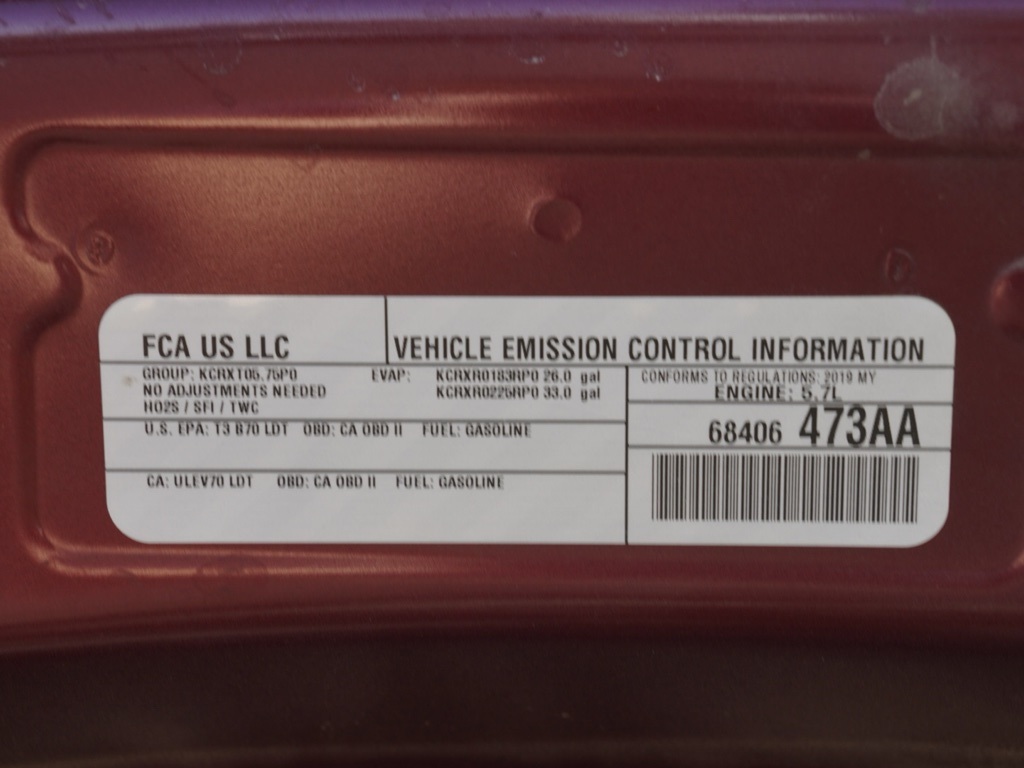 FCA US LLC
VEHICLE EMISSION CONTROL INFORMATION
GROUP: KCRXT05.75P0
NO ADJUSTMENTS NEEDED
HO2S / SFI / TWC
EVAP: KCRXR0183RP0 26.0 gal
KCRXR0225RP0 33.0 gal
CONFORMS TO REGULATIONS: 2019 MY
ENGINE: 5.7L
68406 473AA
U.S. EPA: T3 B70 LDT OBD: CA OBD II FUEL: GASOLINE
CA: ULEV70 LDT OBD: CA OBD II FUEL: GASOLINE